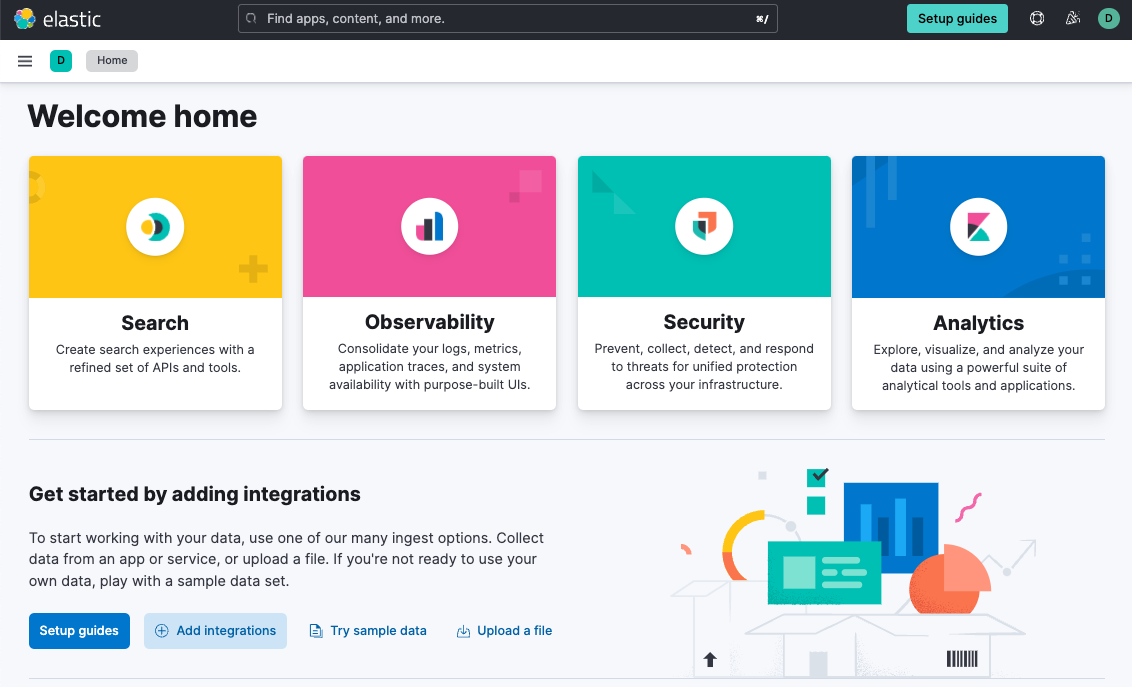 elastic
Find apps, content, and more.
⌘/
Setup guides
D
D
Home
Welcome home
Search
Create search experiences with a
refined set of APIs and tools.
Observability
Consolidate your logs, metrics,
application traces, and system
availability with purpose-built UIs.
Security
Prevent, collect, detect, and respond
to threats for unified protection
across your infrastructure.
Analytics
Explore, visualize, and analyze your
data using a powerful suite of
analytical tools and applications.
Get started by adding integrations
To start working with your data, use one of our many ingest options. Collect
data from an app or service, or upload a file. If you're not ready to use your
own data, play with a sample data set.
Setup guides
Add integrations
Try sample data
Upload a file